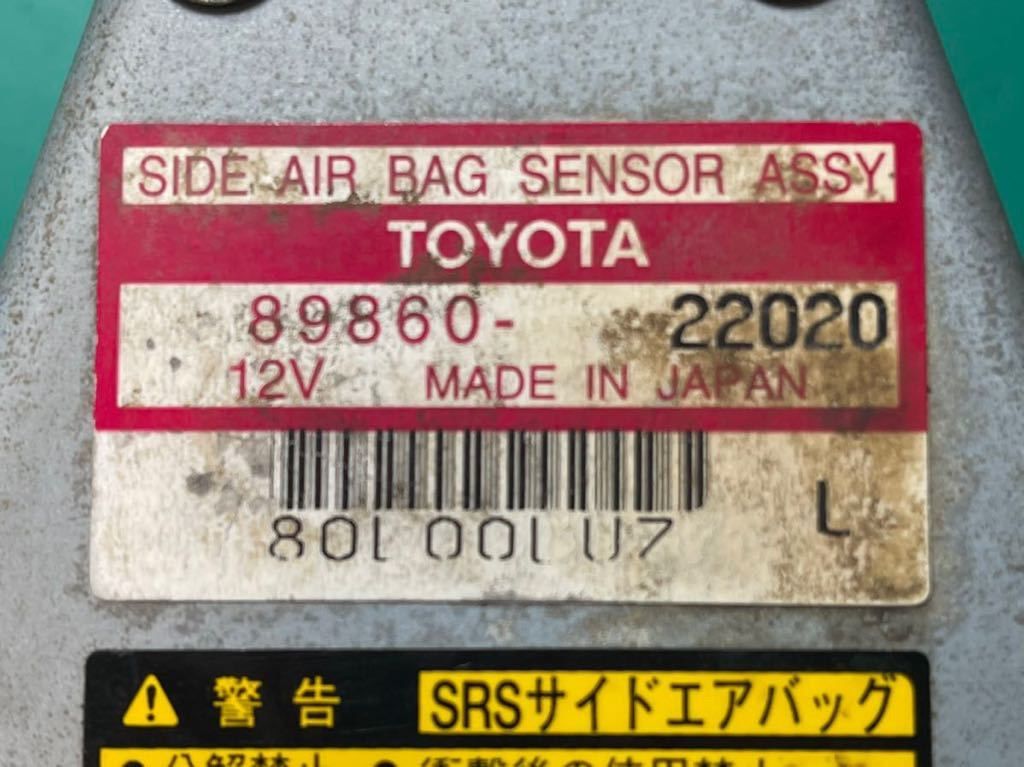 SIDE AIR BAG SENSOR ASSY
TOYOTA
89860- 22020
12V MADE IN JAPAN
L
警告 SRSサイドエアバッグ